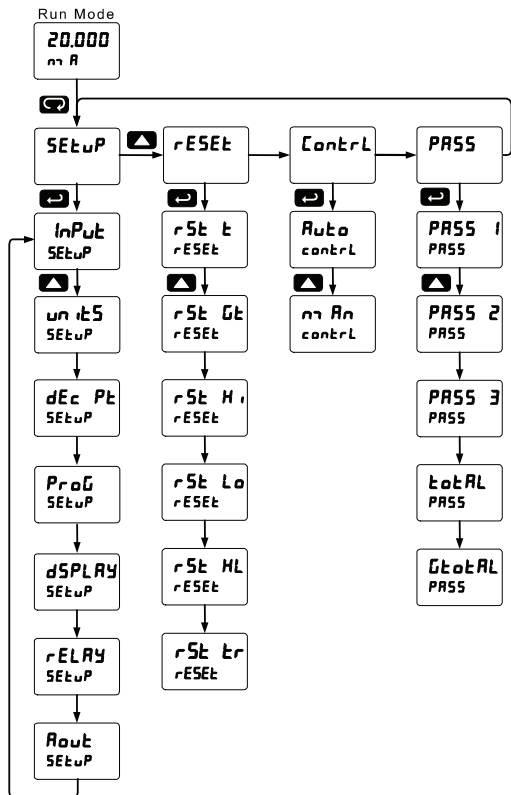 Run Mode
20.000
mA
SEtuP
rESEt
ContrL
PASS
InPut
SEtuP
unitS
SEtuP
dEc Pt
SEtuP
ProG
SEtuP
dSPLAY
SEtuP
rELAY
SEtuP
Aout
SEtuP
rSt t
rESEt
rSt Gt
rESEt
rSt Hi
rESEt
rSt Lo
rESEt
rSt HL
rESEt
rSt tr
rESEt
Auto
contrL
mAn
contrL
PASS 1
PASS
PASS 2
PASS
PASS 3
PASS
totAL
PASS
GtotAL
PASS